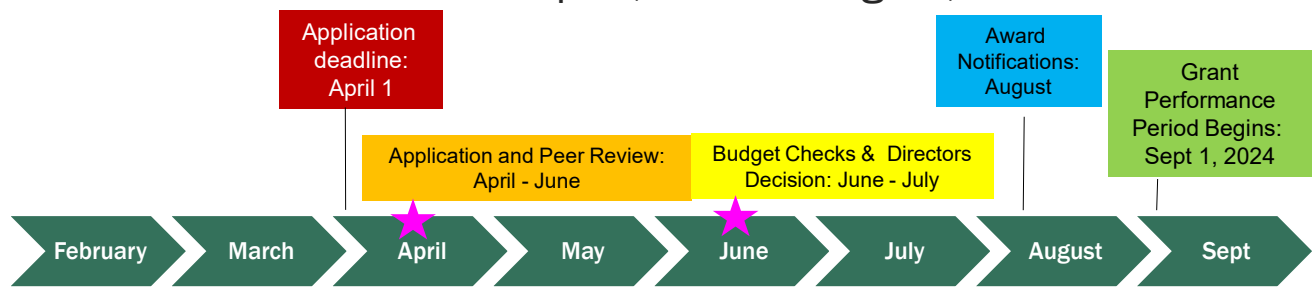 Application
deadline:
April 1
Award
Notifications:
August
Grant
Performance
Period Begins:
Sept 1, 2024
Application and Peer Review:
April - June
Budget Checks & Directors
Decision: June - July
February
March
April
May
June
July
August
Sept